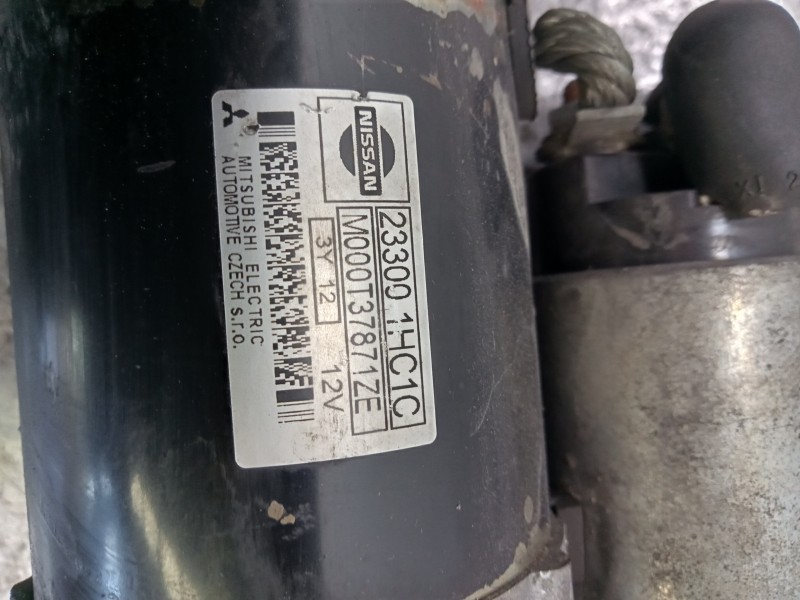 NISSAN
23300 1HC1C
M000T37871ZE
3Y 12 12V
MITSUBISHI ELECTRIC
AUTOMOTIVE CZECH s.r.o.